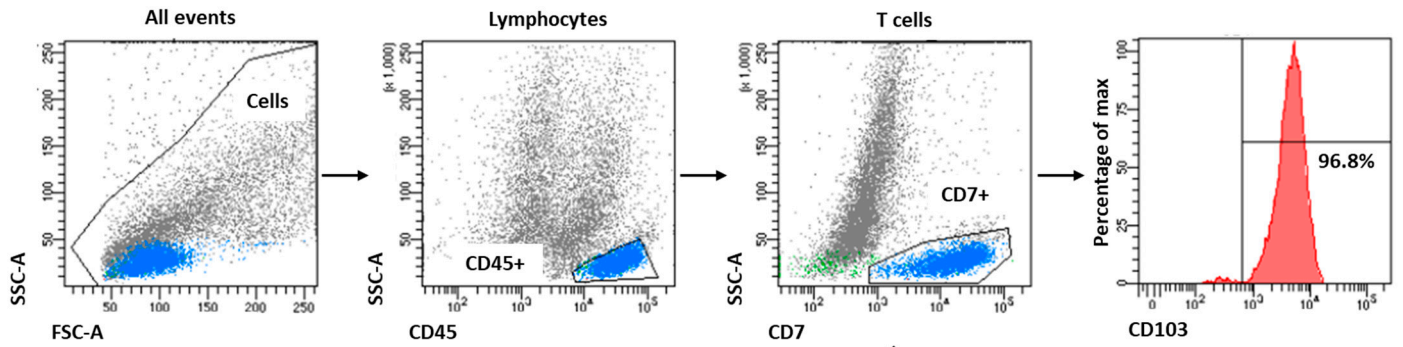 All events
Lymphocytes
T cells
Cells
CD45+
CD7+
96.8%
SSC-A
250
200
150
100
50
50 100 150 200 250
FSC-A
SSC-A
(x 1,000)
250
200
150
100
50
10² 10³ 10⁴ 10⁵
CD45
SSC-A
(x 1,000)
250
200
150
100
50
10² 10³ 10⁴ 10⁵
CD7
Percentage of max
100
75
50
25
0
0 10³ 10⁴ 10⁵
CD103